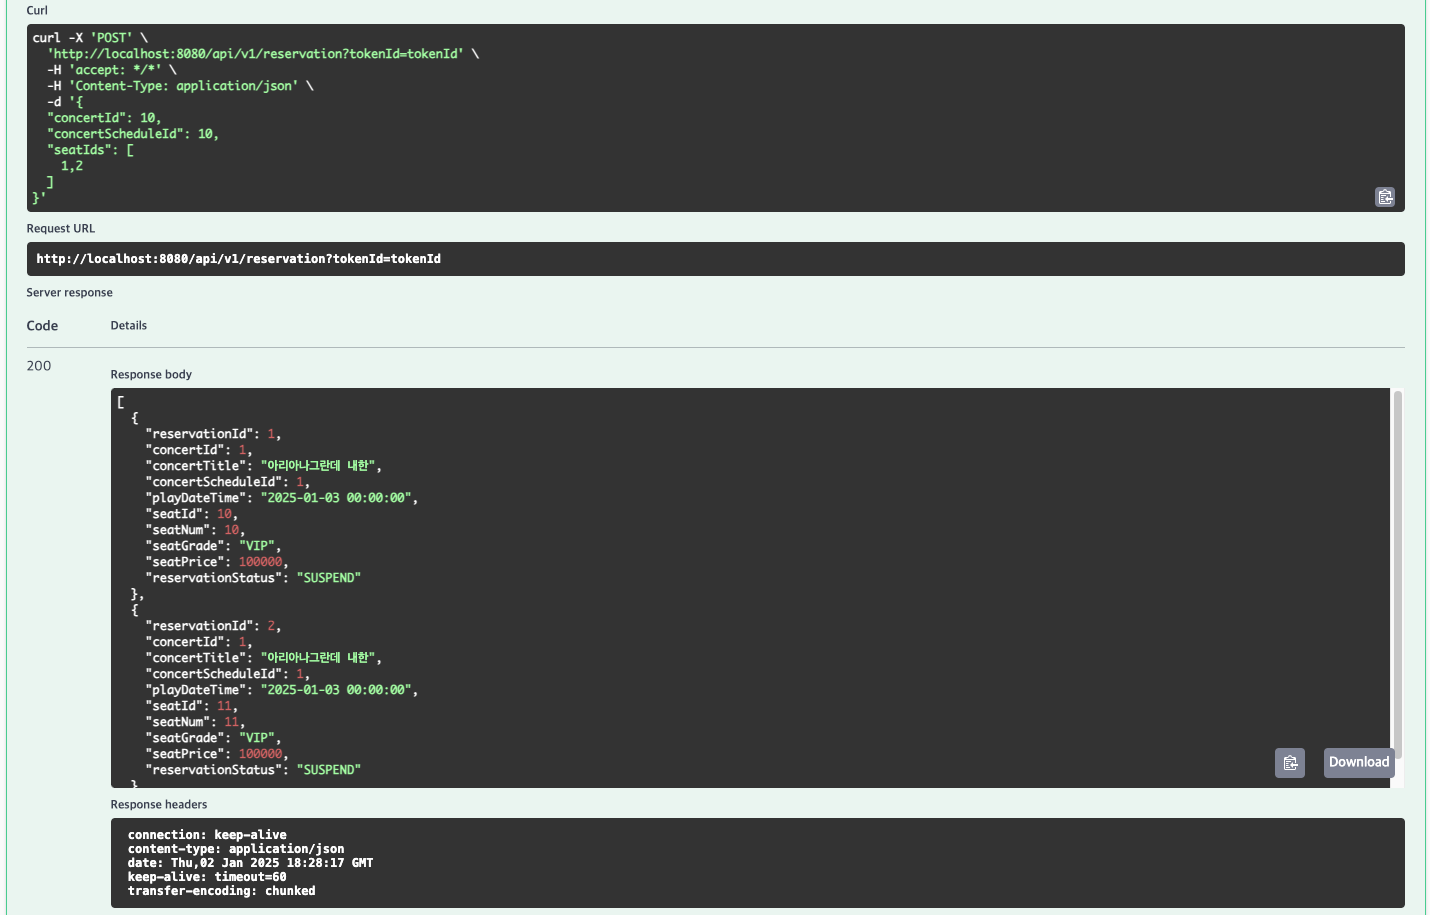 Curl
curl -X 'POST' \
'http://localhost:8080/api/v1/reservation?tokenId=tokenId' \
-H 'accept: */*' \
-H 'Content-Type: application/json' \
-d '{
"concertId": 10,
"concertScheduleId": 10,
"seatIds": [
1,2
]
}'
Request URL
http://localhost:8080/api/v1/reservation?tokenId=tokenId
Server response
Code Details
200
Response body
[
{
"reservationId": 1,
"concertId": 1,
"concertTitle": "아리아나그란데 내한",
"concertScheduleId": 1,
"playDateTime": "2025-01-03 00:00:00",
"seatId": 10,
"seatNum": 10,
"seatGrade": "VIP",
"seatPrice": 100000,
"reservationStatus": "SUSPEND"
},
{
"reservationId": 2,
"concertId": 1,
"concertTitle": "아리아나그란데 내한",
"concertScheduleId": 1,
"playDateTime": "2025-01-03 00:00:00",
"seatId": 11,
"seatNum": 11,
"seatGrade": "VIP",
"seatPrice": 100000,
"reservationStatus": "SUSPEND"
}
Download
Response headers
connection: keep-alive
content-type: application/json
date: Thu,02 Jan 2025 18:28:17 GMT
keep-alive: timeout=60
transfer-encoding: chunked